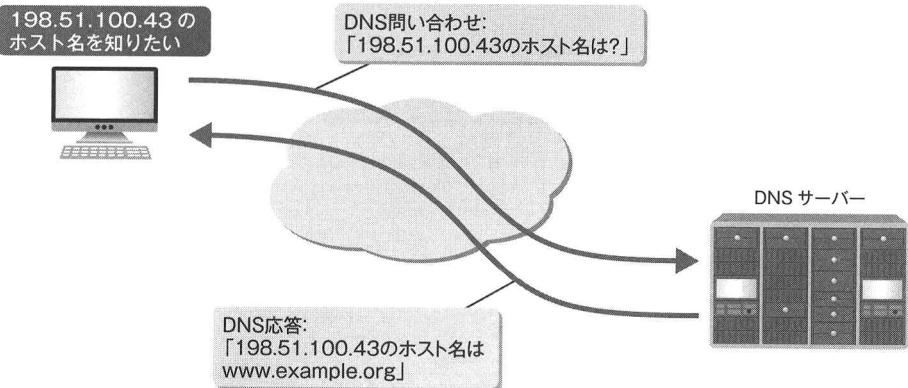 198.51.100.43 の
ホスト名を知りたい
DNS問い合わせ:
「198.51.100.43のホスト名は?」
DNS サーバー
DNS応答:
「198.51.100.43のホスト名は
www.example.org」